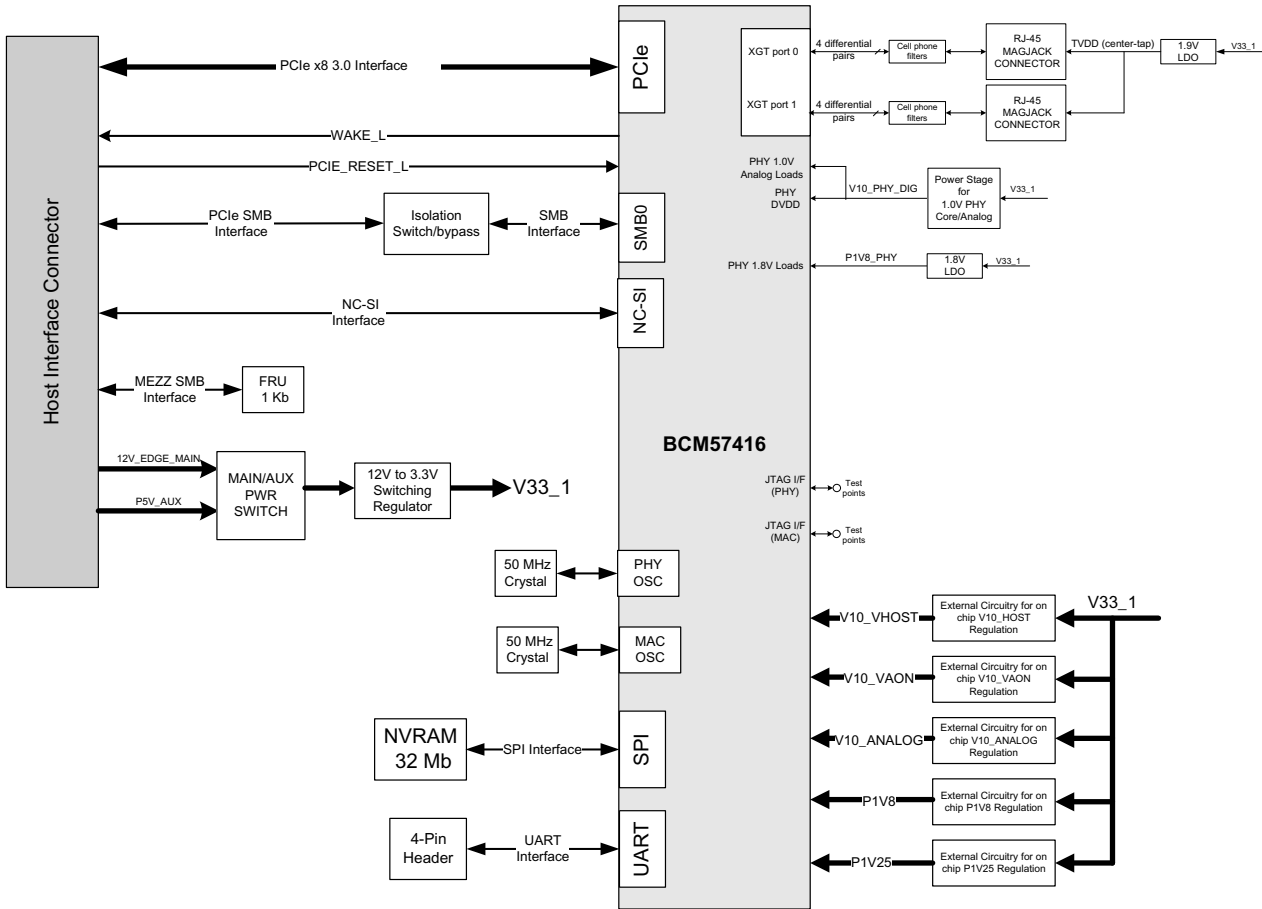 Host Interface Connector
PCIe x8 3.0 Interface
WAKE_L
PCIE_RESET_L
PCIe SMB
Interface
Isolation
Switch/bypass
SMB
Interface
NC-SI
Interface
MEZZ SMB
Interface
FRU
1 Kb
12V_EDGE_MAIN
P5V_AUX
MAIN/AUX
PWR
SWITCH
12V to 3.3V
Switching
Regulator
V33_1
50 MHz
Crystal
50 MHz
Crystal
NVRAM
32 Mb
SPI Interface
4-Pin
Header
UART
Interface
PCIe
SMB0
NC-SI
PHY
OSC
MAC
OSC
SPI
UART
BCM57416
XGT port 0
XGT port 1
4 differential
pairs
Cell phone
filters
RJ-45
MAGJACK
CONNECTOR
TVDD (center-tap)
1.9V
LDO
V33_1
4 differential
pairs
Cell phone
filters
RJ-45
MAGJACK
CONNECTOR
PHY 1.0V
Analog Loads
PHY
DVDD
V10_PHY_DIG
Power Stage
for
1.0V PHY
Core/Analog
V33_1
PHY 1.8V Loads
P1V8_PHY
1.8V
LDO
V33_1
JTAG I/F
(PHY)
Test
points
JTAG I/F
(MAC)
Test
points
V10_VHOST
External Circuitry for on
chip V10_HOST
Regulation
V33_1
V10_VAON
External Circuitry for on
chip V10_VAON
Regulation
V10_ANALOG
External Circuitry for on
chip V10_ANALOG
Regulation
P1V8
External Circuitry for on
chip P1V8 Regulation
P1V25
External Circuitry for on
chip P1V25 Regulation